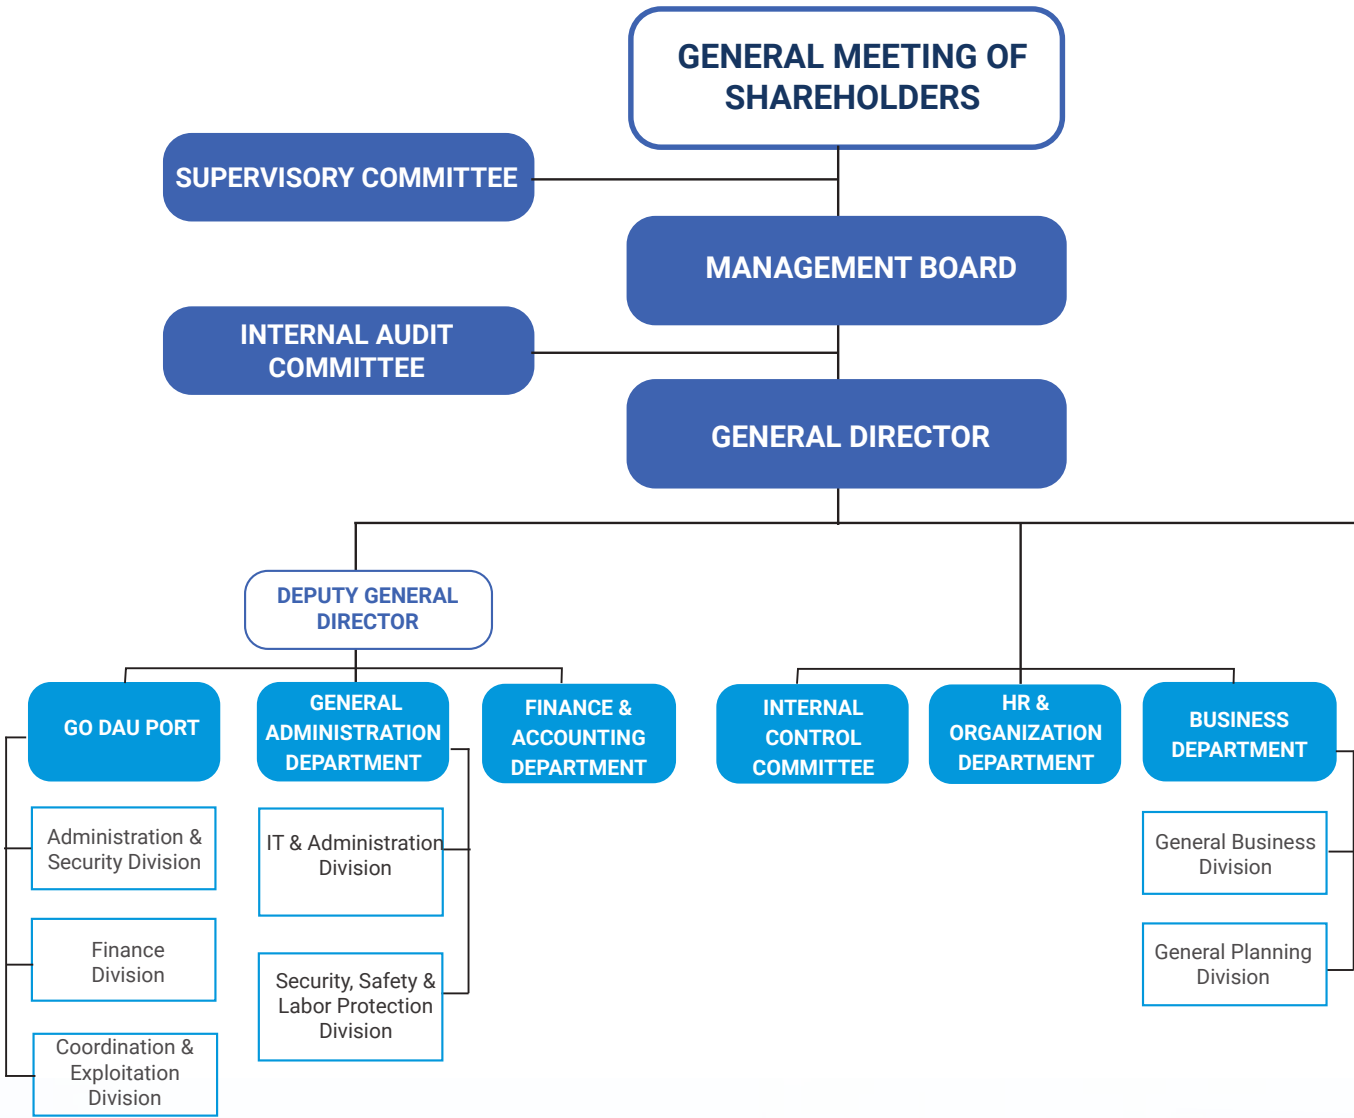 GENERAL MEETING OF
SHAREHOLDERS
SUPERVISORY COMMITTEE
MANAGEMENT BOARD
INTERNAL AUDIT
COMMITTEE
GENERAL DIRECTOR
DEPUTY GENERAL
DIRECTOR
GO DAU PORT
GENERAL
ADMINISTRATION
DEPARTMENT
FINANCE &
ACCOUNTING
DEPARTMENT
INTERNAL
CONTROL
COMMITTEE
HR &
ORGANIZATION
DEPARTMENT
BUSINESS
DEPARTMENT
Administration &
Security Division
Finance
Division
Coordination &
Exploitation
Division
IT & Administration
Division
Security, Safety &
Labor Protection
Division
General Business
Division
General Planning
Division